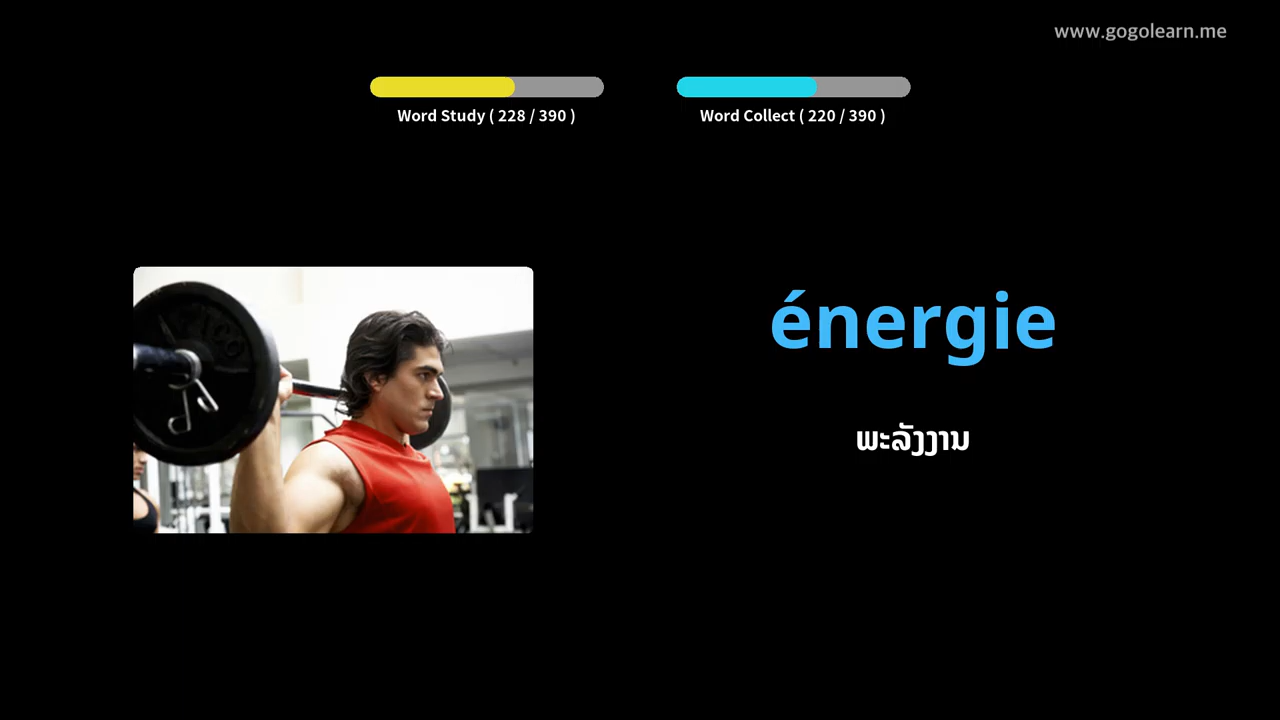 www.gogolearn.me
Word Study ( 228 / 390 )
Word Collect ( 220 / 390 )
énergie
ພະລັງງານ